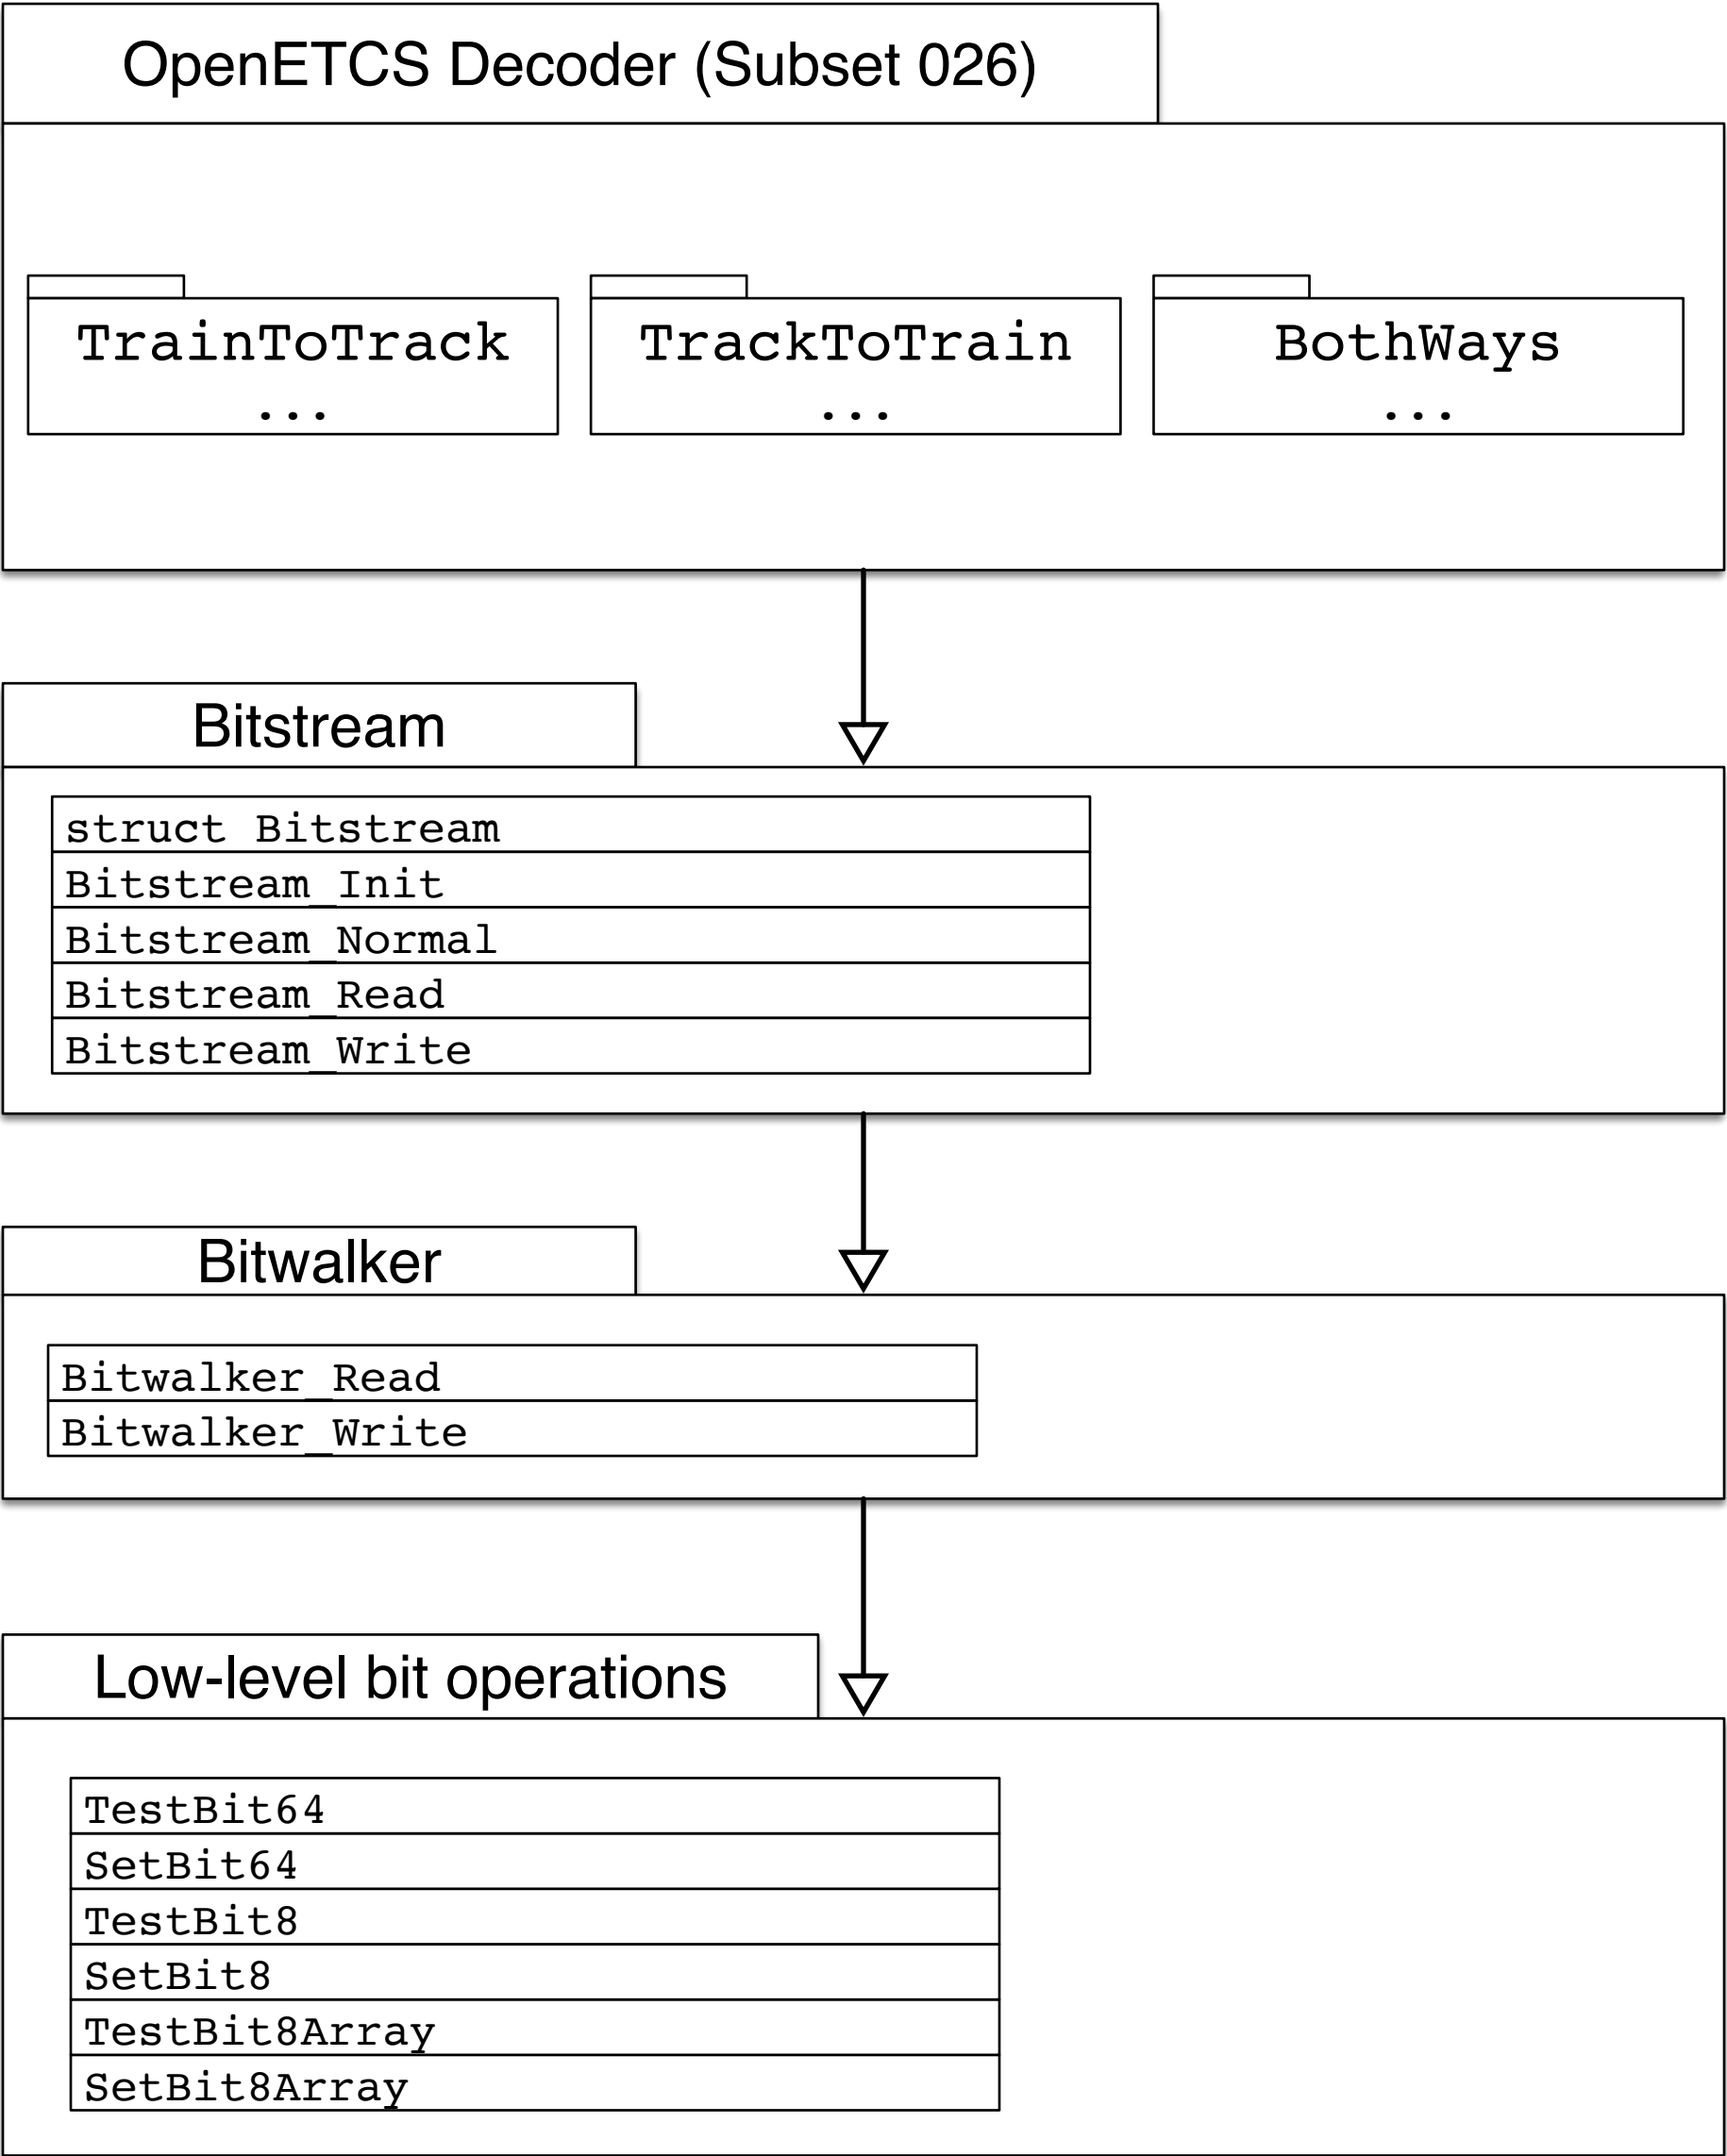 OpenETCS Decoder (Subset 026)
TrainToTrack
...
TrackToTrain
...
BothWays
...
Bitstream
struct Bitstream
Bitstream_Init
Bitstream_Normal
Bitstream_Read
Bitstream_Write
Bitwalker
Bitwalker_Read
Bitwalker_Write
Low-level bit operations
TestBit64
SetBit64
TestBit8
SetBit8
TestBit8Array
SetBit8Array